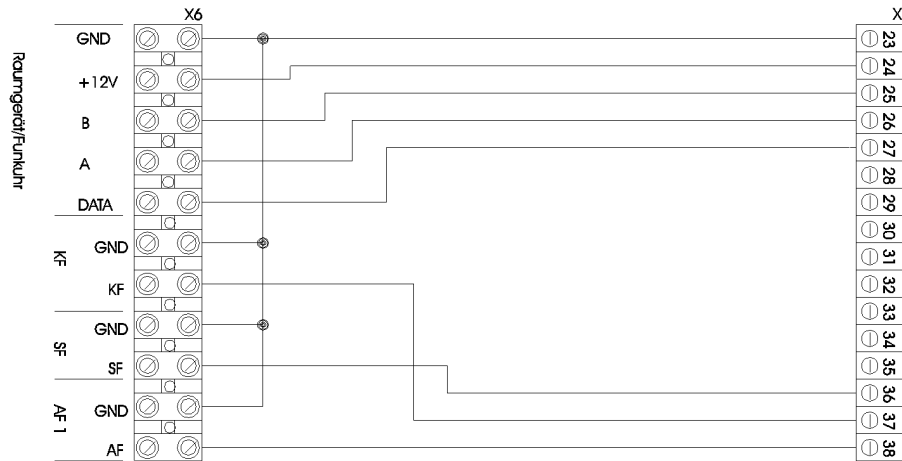 X6
X
GND
+12V
B
A
DATA
GND
KF
GND
SF
GND
AF
Raumgerät/Funkuhr
KF
SF
AF 1
23
24
25
26
27
28
29
30
31
32
33
34
35
36
37
38